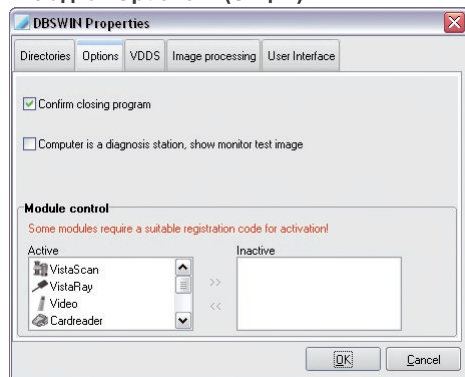 DBSWIN Properties
Directories Options VDDS Image processing User Interface
Confirm closing program
Computer is a diagnosis station, show monitor test image
Module control
Some modules require a suitable registration code for activation!
Active Inactive
VistaScan
VistaRay >>
Video <<
Cardreader
OK Cancel